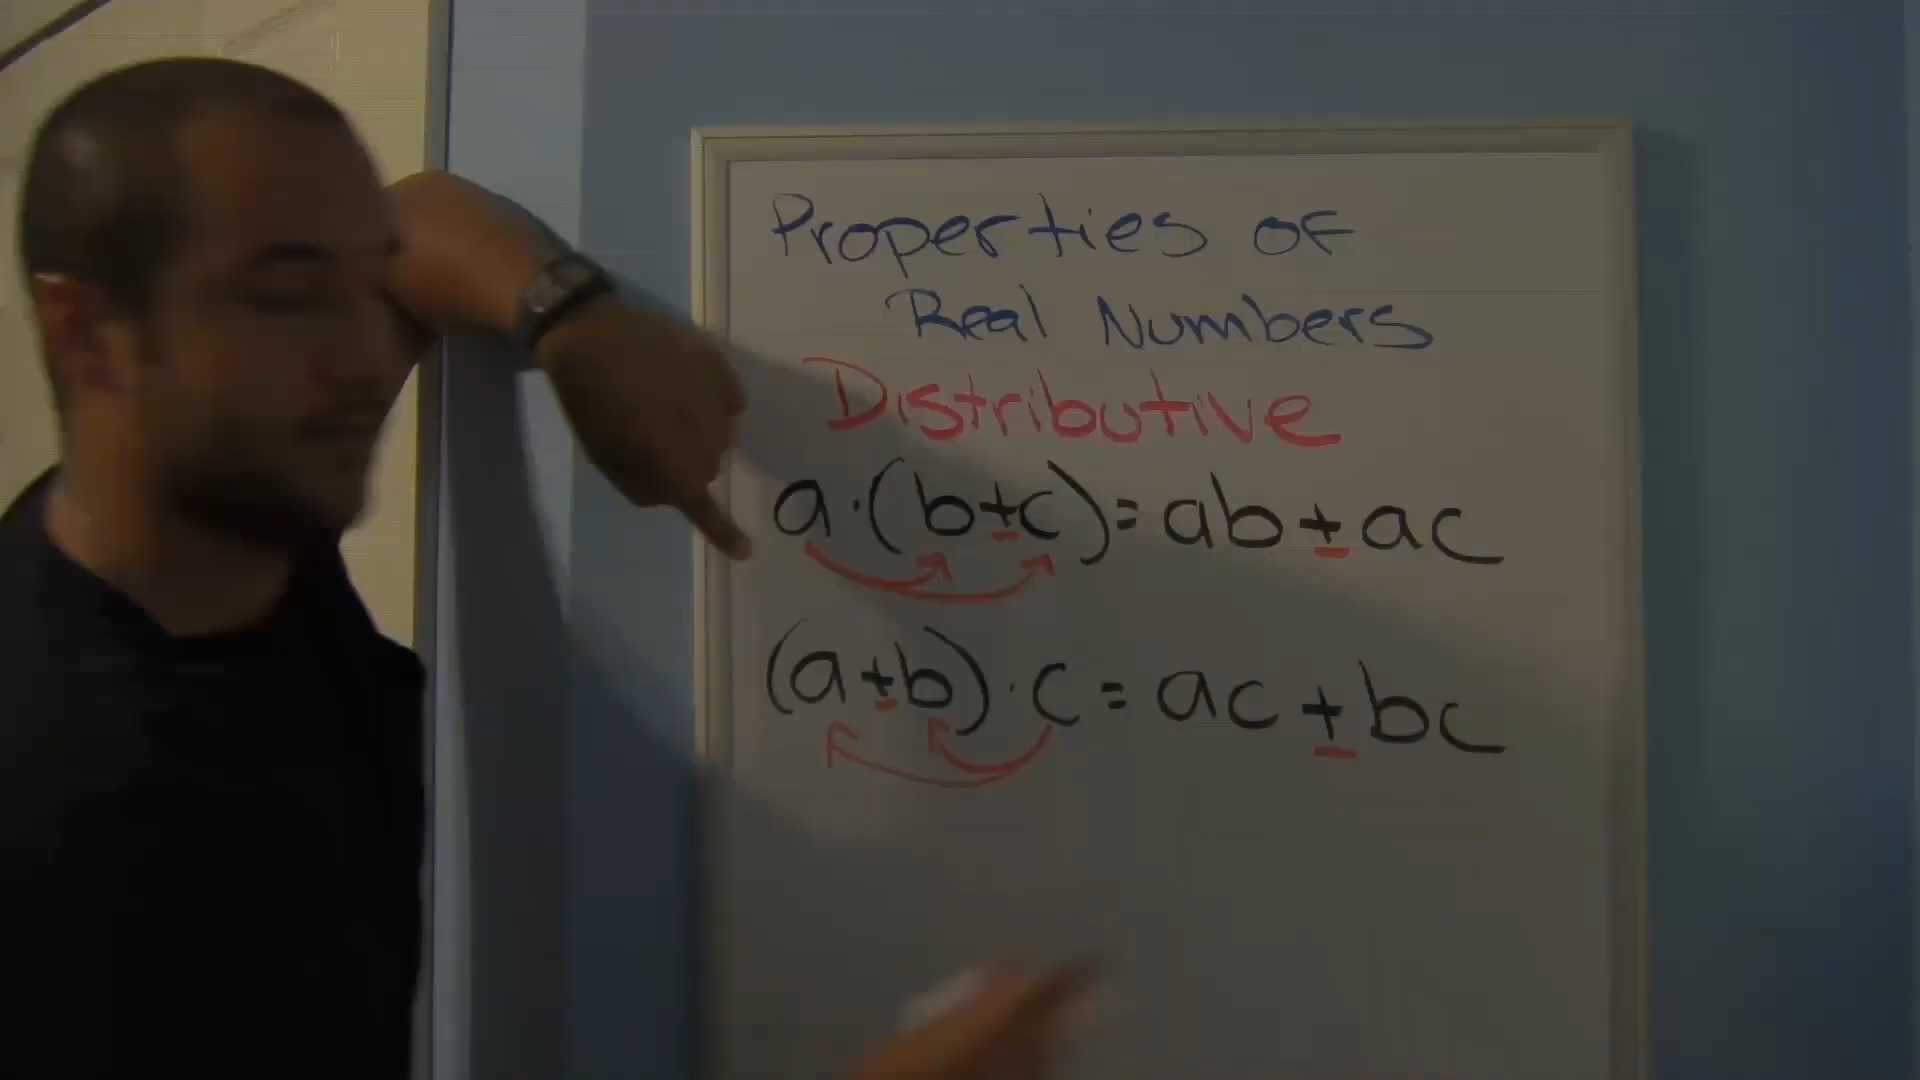 Properties of
Real Numbers
Distributive
a·(b±c)=ab±ac
(a±b)·c=ac±bc